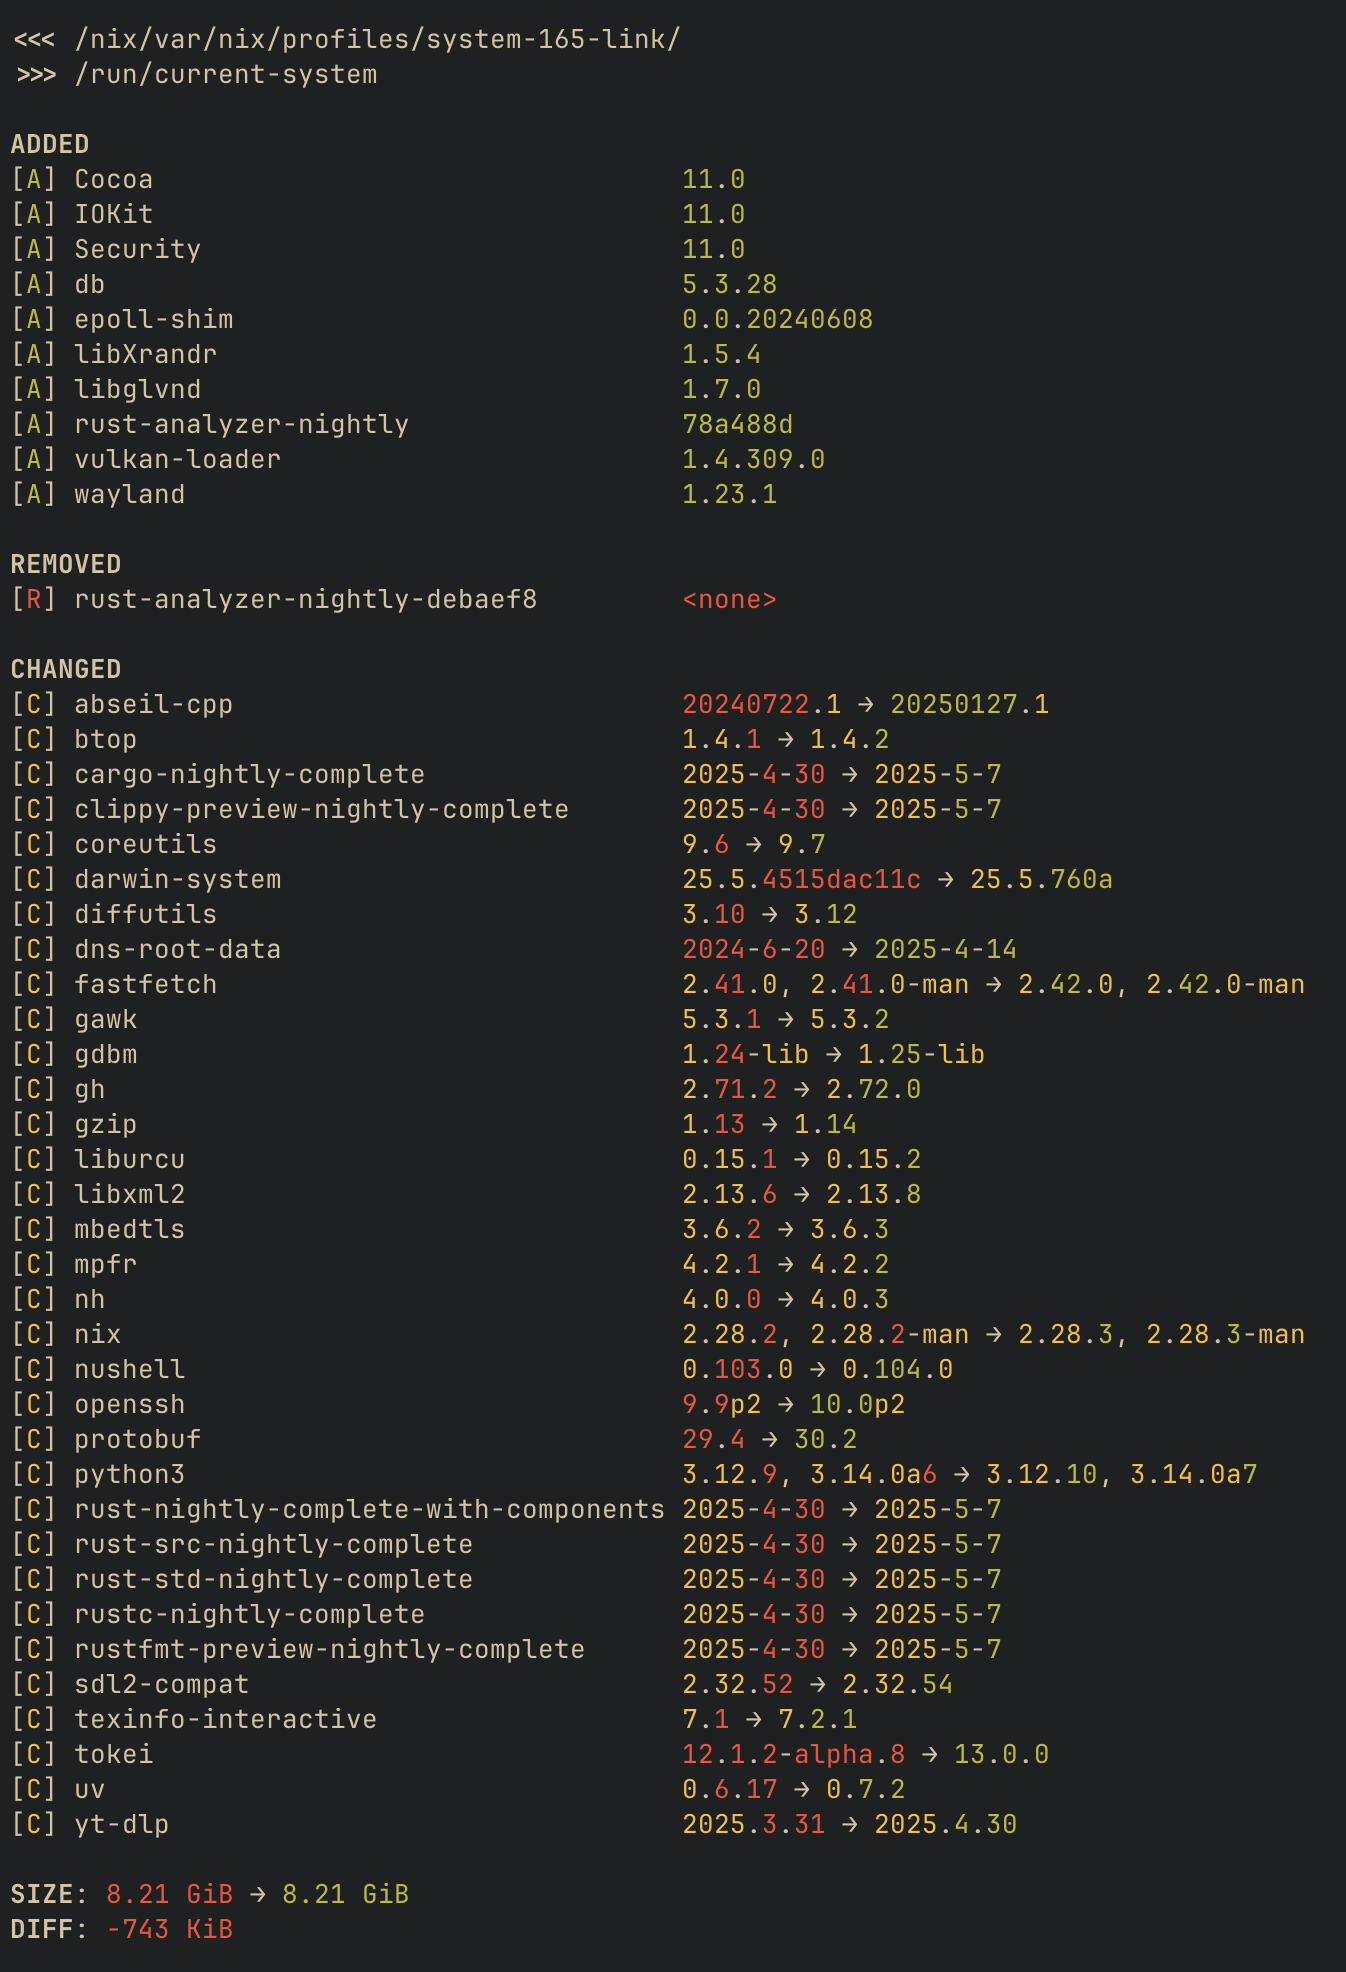 <<< /nix/var/nix/profiles/system-165-link/
>>> /run/current-system
ADDED
[A] Cocoa 11.0
[A] IOKit 11.0
[A] Security 11.0
[A] db 5.3.28
[A] epoll-shim 0.0.20240608
[A] libXrandr 1.5.4
[A] libglvnd 1.7.0
[A] rust-analyzer-nightly 78a488d
[A] vulkan-loader 1.4.309.0
[A] wayland 1.23.1
REMOVED
[R] rust-analyzer-nightly-debaef8 <none>
CHANGED
[C] abseil-cpp 20240722.1 → 20250127.1
[C] btop 1.4.1 → 1.4.2
[C] cargo-nightly-complete 2025-4-30 → 2025-5-7
[C] clippy-preview-nightly-complete 2025-4-30 → 2025-5-7
[C] coreutils 9.6 → 9.7
[C] darwin-system 25.5.4515dac11c → 25.5.760a
[C] diffutils 3.10 → 3.12
[C] dns-root-data 2024-6-20 → 2025-4-14
[C] fastfetch 2.41.0, 2.41.0-man → 2.42.0, 2.42.0-man
[C] gawk 5.3.1 → 5.3.2
[C] gdbm 1.24-lib → 1.25-lib
[C] gh 2.71.2 → 2.72.0
[C] gzip 1.13 → 1.14
[C] liburcu 0.15.1 → 0.15.2
[C] libxml2 2.13.6 → 2.13.8
[C] mbedtls 3.6.2 → 3.6.3
[C] mpfr 4.2.1 → 4.2.2
[C] nh 4.0.0 → 4.0.3
[C] nix 2.28.2, 2.28.2-man → 2.28.3, 2.28.3-man
[C] nushell 0.103.0 → 0.104.0
[C] openssh 9.9p2 → 10.0p2
[C] protobuf 29.4 → 30.2
[C] python3 3.12.9, 3.14.0a6 → 3.12.10, 3.14.0a7
[C] rust-nightly-complete-with-components 2025-4-30 → 2025-5-7
[C] rust-src-nightly-complete 2025-4-30 → 2025-5-7
[C] rust-std-nightly-complete 2025-4-30 → 2025-5-7
[C] rustc-nightly-complete 2025-4-30 → 2025-5-7
[C] rustfmt-preview-nightly-complete 2025-4-30 → 2025-5-7
[C] sdl2-compat 2.32.52 → 2.32.54
[C] texinfo-interactive 7.1 → 7.2.1
[C] tokei 12.1.2-alpha.8 → 13.0.0
[C] uv 0.6.17 → 0.7.2
[C] yt-dlp 2025.3.31 → 2025.4.30
SIZE: 8.21 GiB → 8.21 GiB
DIFF: -743 KiB